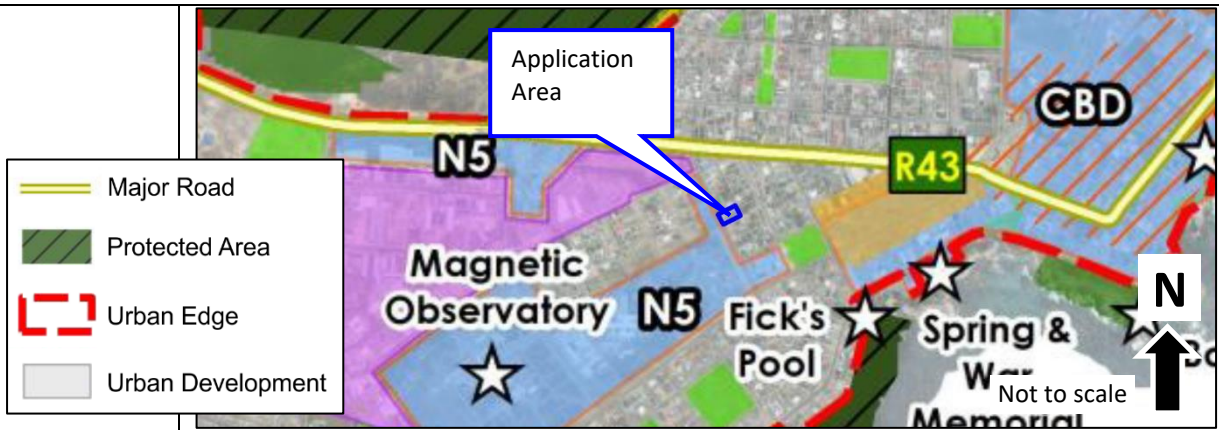 Major Road
Protected Area
Urban Edge
Urban Development
Application
Area
CBD
N5
R43
Magnetic
Observatory
N5
Fick's
Pool
Spring &
War
Memorial
N
Not to scale